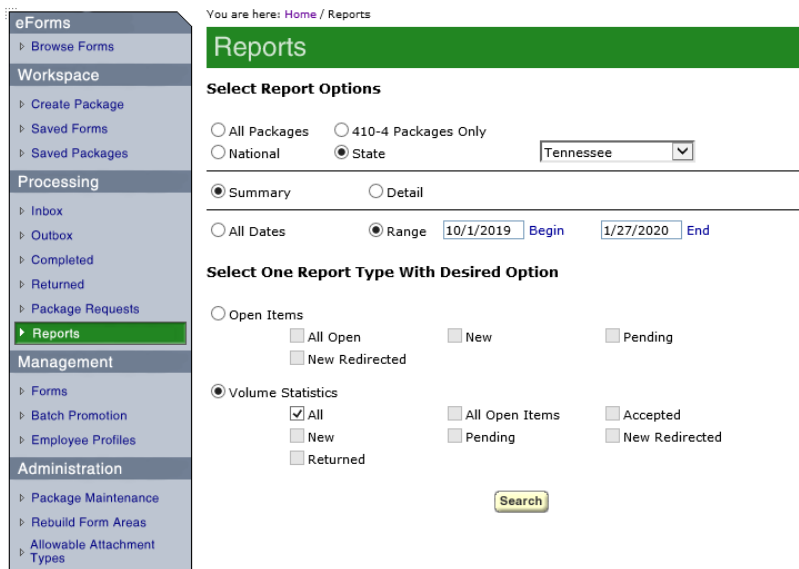 eForms
Browse Forms
Workspace
Create Package
Saved Forms
Saved Packages
Processing
Inbox
Outbox
Completed
Returned
Package Requests
Reports
Management
Forms
Batch Promotion
Employee Profiles
Administration
Package Maintenance
Rebuild Form Areas
Allowable Attachment
Types
You are here: Home / Reports
Reports
Select Report Options
All Packages 410-4 Packages Only
National State Tennessee
Summary Detail
All Dates Range 10/1/2019 Begin 1/27/2020 End
Select One Report Type With Desired Option
Open Items
All Open New Pending
New Redirected
Volume Statistics
All All Open Items Accepted
New Pending New Redirected
Returned
Search